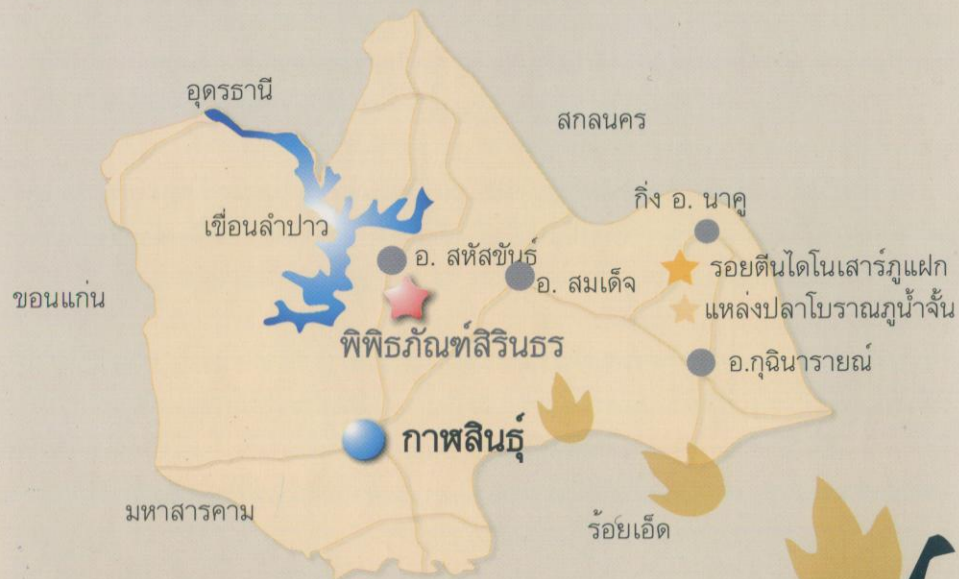 อุดรธานี
สกลนคร
กิ่ง อ. นาคู
เขื่อนลำปาว
อ. สหัสขันธ์
รอยตีนไดโนเสาร์ภูแฝก
อ. สมเด็จ
ขอนแก่น
แหล่งปลาโบราณภูน้ำจั้น
พิพิธภัณฑ์สิรินธร
อ.กุฉินารายณ์
กาฬสินธุ์
มหาสารคาม
ร้อยเอ็ด